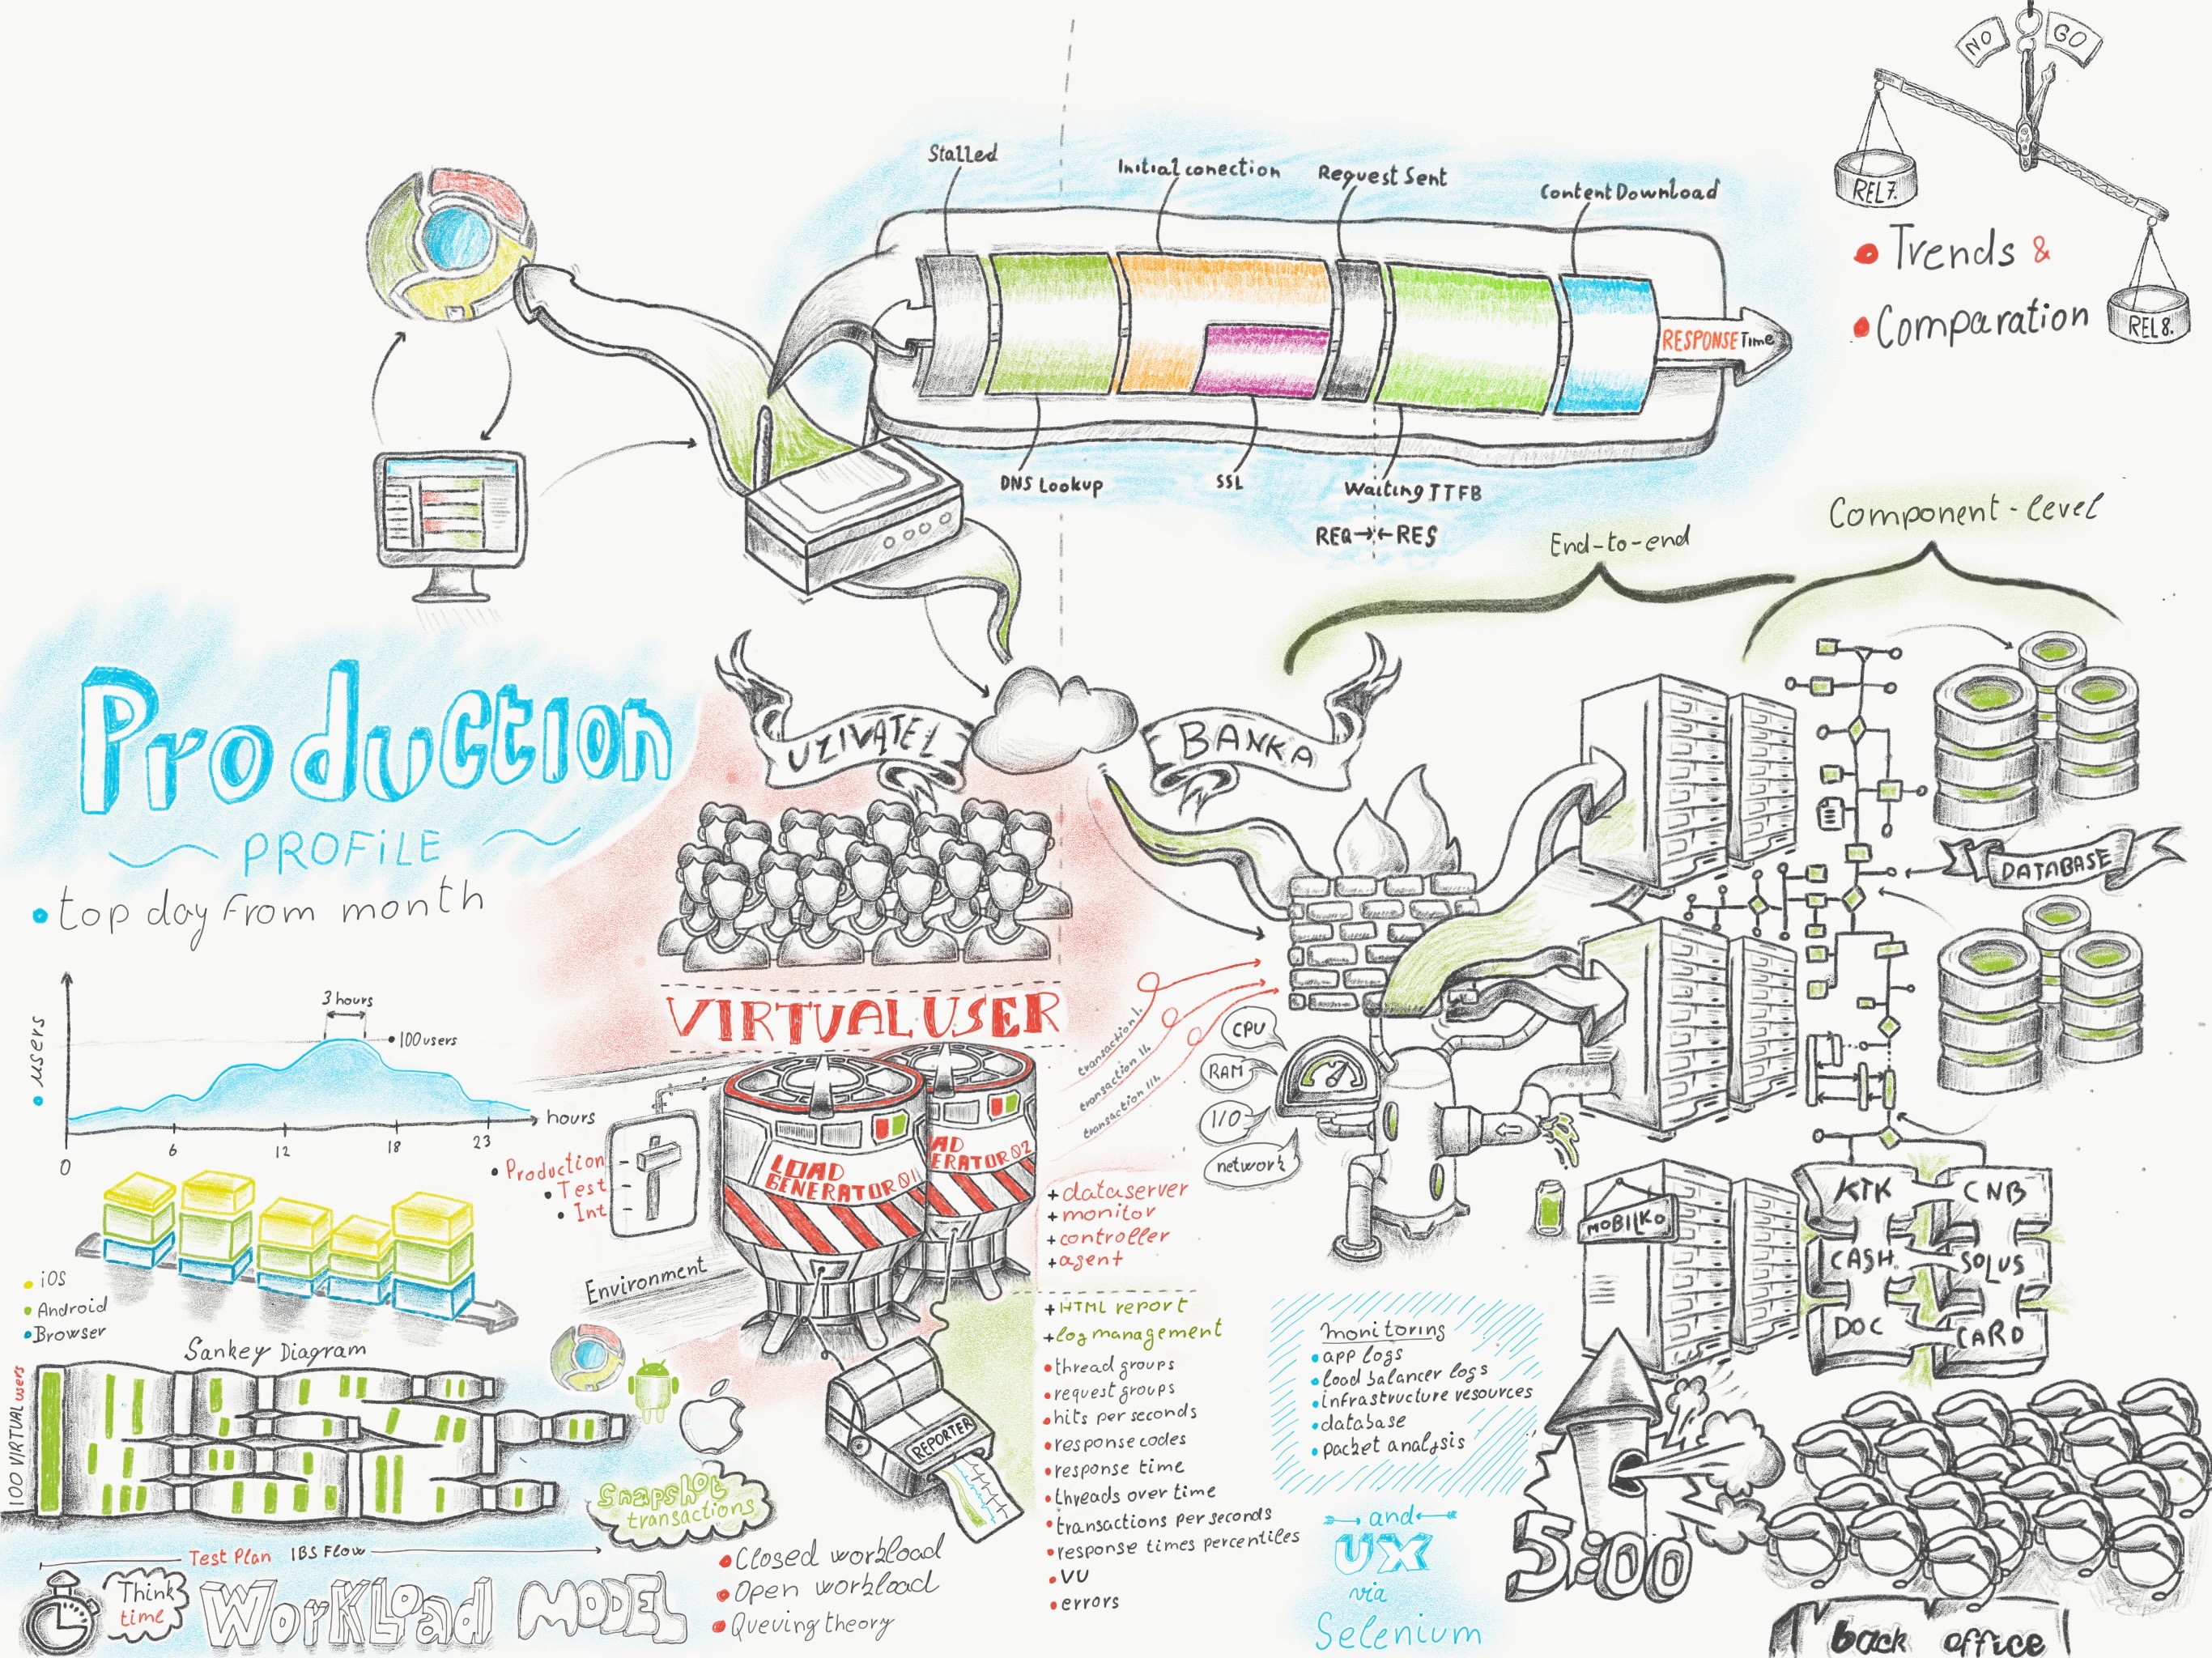 NO GO
REL 7.
REL 8.
Trends &
Comparation
Stalled
Initial conection
Request Sent
Content Download
RESPONSE Time
DNS Lookup
SSL
Waiting TTFB
REQ→←RES
End-to-end
Component-level
Production
PROFILE
top day from month
users
3 hours
100 users
hours
0 6 12 18 23
iOS
Android
Browser
Sankey Diagram
100 VIRTUAL users
Test Plan IBS Flow
Think
time
WorKLoad MODEL
UZIVATEL
BANKA
VIRTUAL USER
transaction I.
transaction II.
transaction III.
Production
Test
Int
Environment
LOAD
GENERATOR 01
AD
ERATOR 02
+ dataserver
+ monitor
+ controller
+ agent
+ HTML report
+ log management
thread groups
request groups
hits per seconds
response codes
response time
threads over time
transactions per seconds
response times percentiles
VU
errors
REPORTER
Snapshot
transactions
Closed workload
Open workload
Queuing theory
CPU
RAM
I/O
network
monitoring
app logs
load balancer logs
infrastructure resources
database
packet analysis
and
UX
via
Selenium
DATABASE
MOBILKO
KTK CNB
CASH SOLUS
DOC CARD
5:00
back office